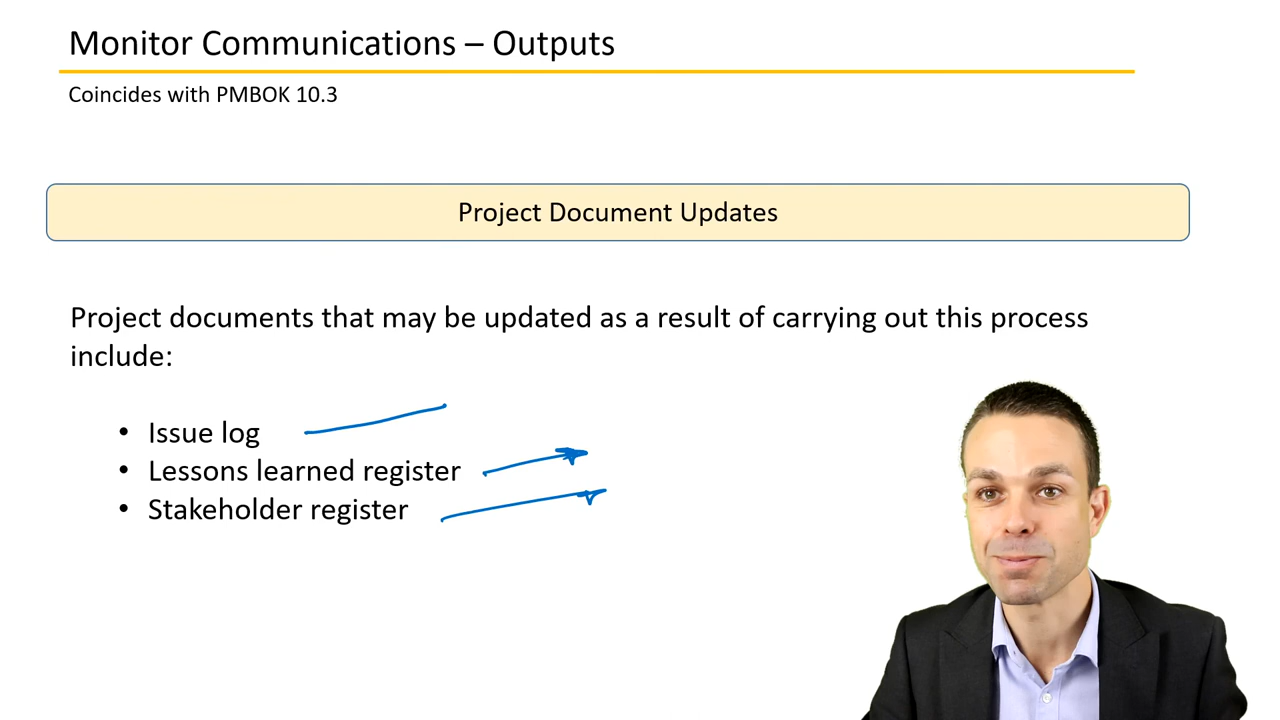 Monitor Communications – Outputs
Coincides with PMBOK 10.3
Project Document Updates
Project documents that may be updated as a result of carrying out this process
include:
• Issue log
• Lessons learned register
• Stakeholder register